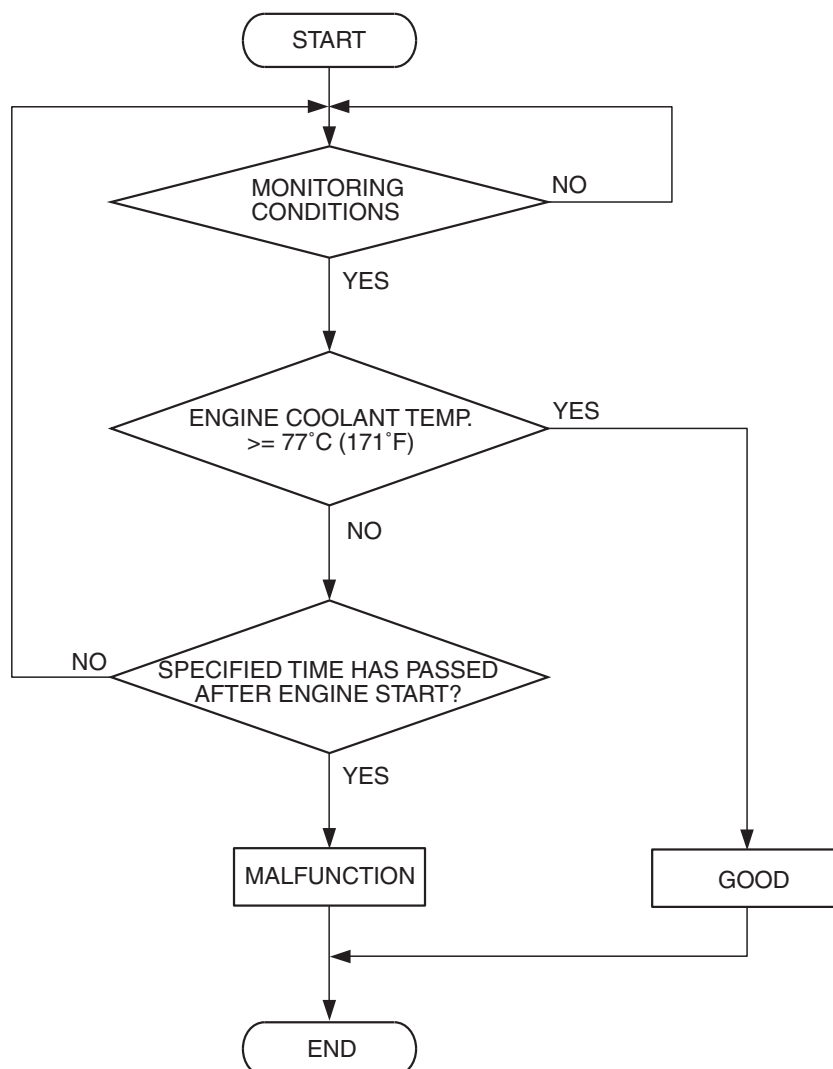 START
MONITORING
CONDITIONS
NO
YES
ENGINE COOLANT TEMP.
>= 77˚C (171˚F)
YES
NO
SPECIFIED TIME HAS PASSED
AFTER ENGINE START?
NO
YES
MALFUNCTION
GOOD
END